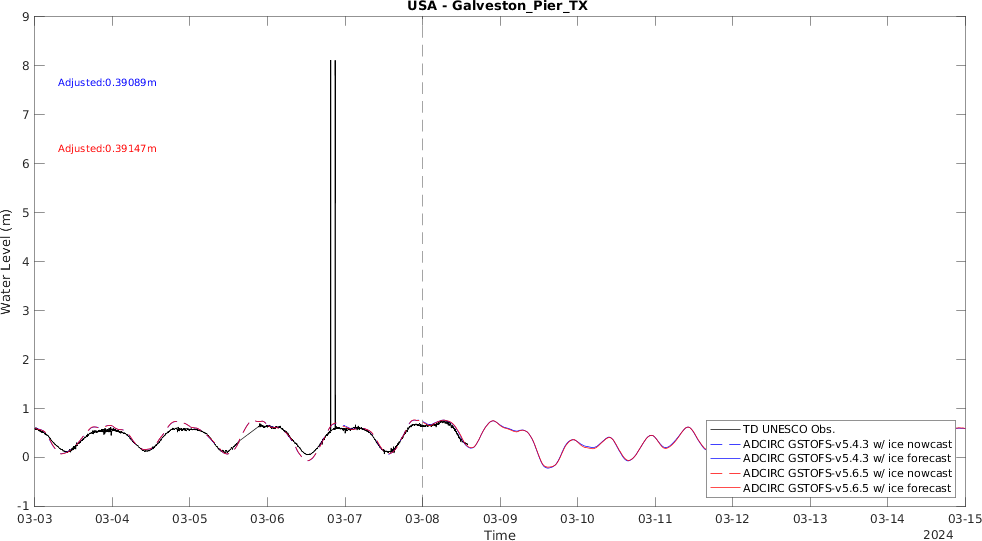 USA - Galveston_Pier_TX
9
8
7
6
5
4
3
2
1
0
-1
Water Level (m)
Adjusted:0.39089m
Adjusted:0.39147m
TD UNESCO Obs.
ADCIRC GSTOFS-v5.4.3 w/ ice nowcast
ADCIRC GSTOFS-v5.4.3 w/ ice forecast
ADCIRC GSTOFS-v5.6.5 w/ ice nowcast
ADCIRC GSTOFS-v5.6.5 w/ ice forecast
03-03 03-04 03-05 03-06 03-07 03-08 03-09 03-10 03-11 03-12 03-13 03-14 03-15
Time
2024